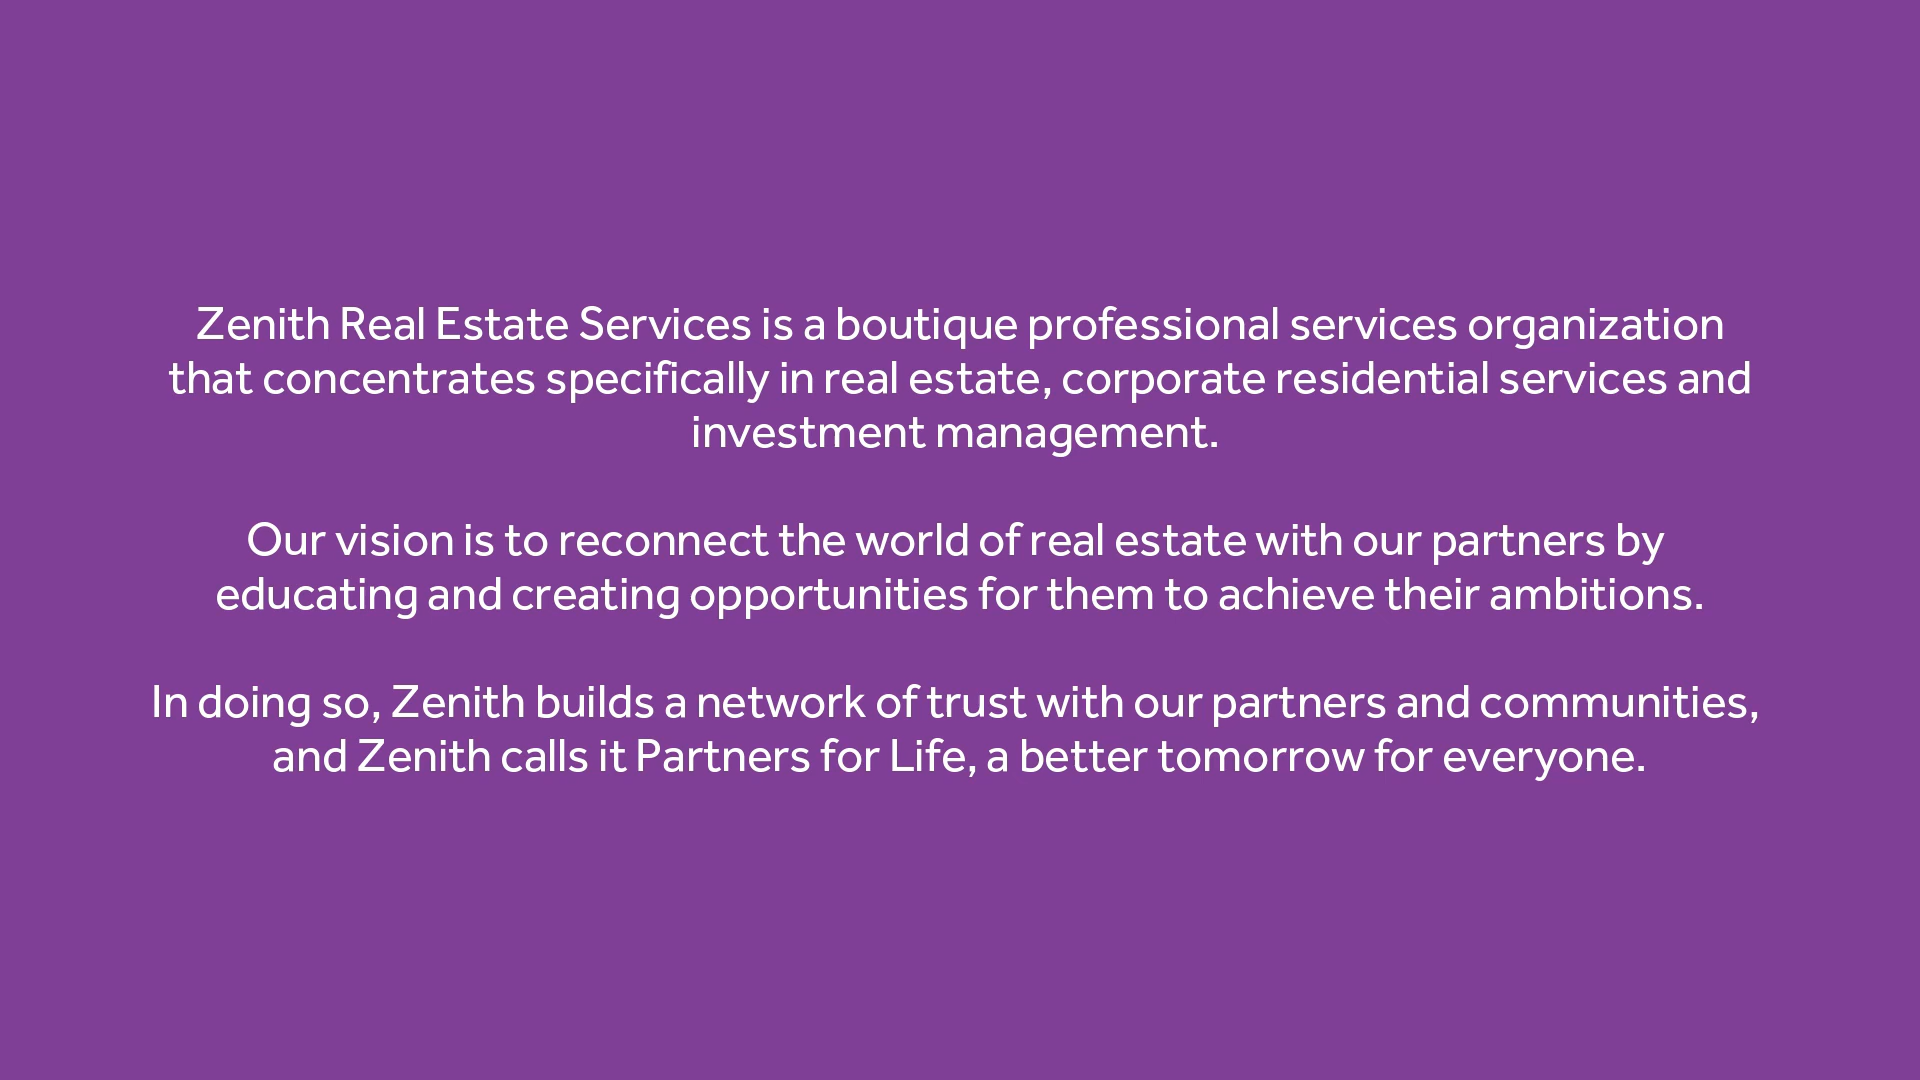 Zenith Real Estate Services is a boutique professional services organization
that concentrates specifically in real estate, corporate residential services and
investment management.
Our vision is to reconnect the world of real estate with our partners by
educating and creating opportunities for them to achieve their ambitions.
In doing so, Zenith builds a network of trust with our partners and communities,
and Zenith calls it Partners for Life, a better tomorrow for everyone.